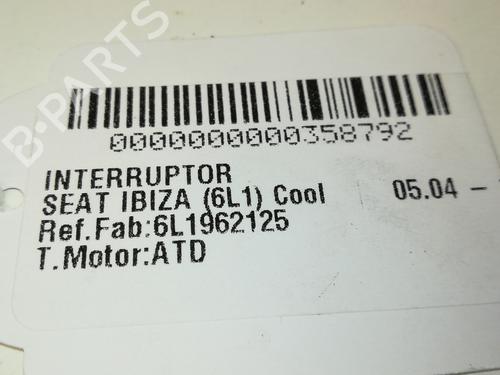 B-PARTS
0000000000358792
INTERRUPTOR
SEAT IBIZA (6L1) Cool 05.04 -
Ref.Fab:6L1962125
T.Motor:ATD